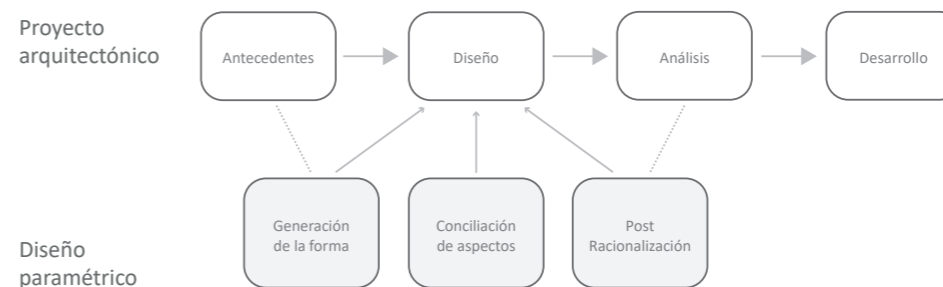 Proyecto
arquitectónico
Antecedentes
Diseño
Análisis
Desarrollo
Generación
de la forma
Conciliación
de aspectos
Post
Racionalización
Diseño
paramétrico